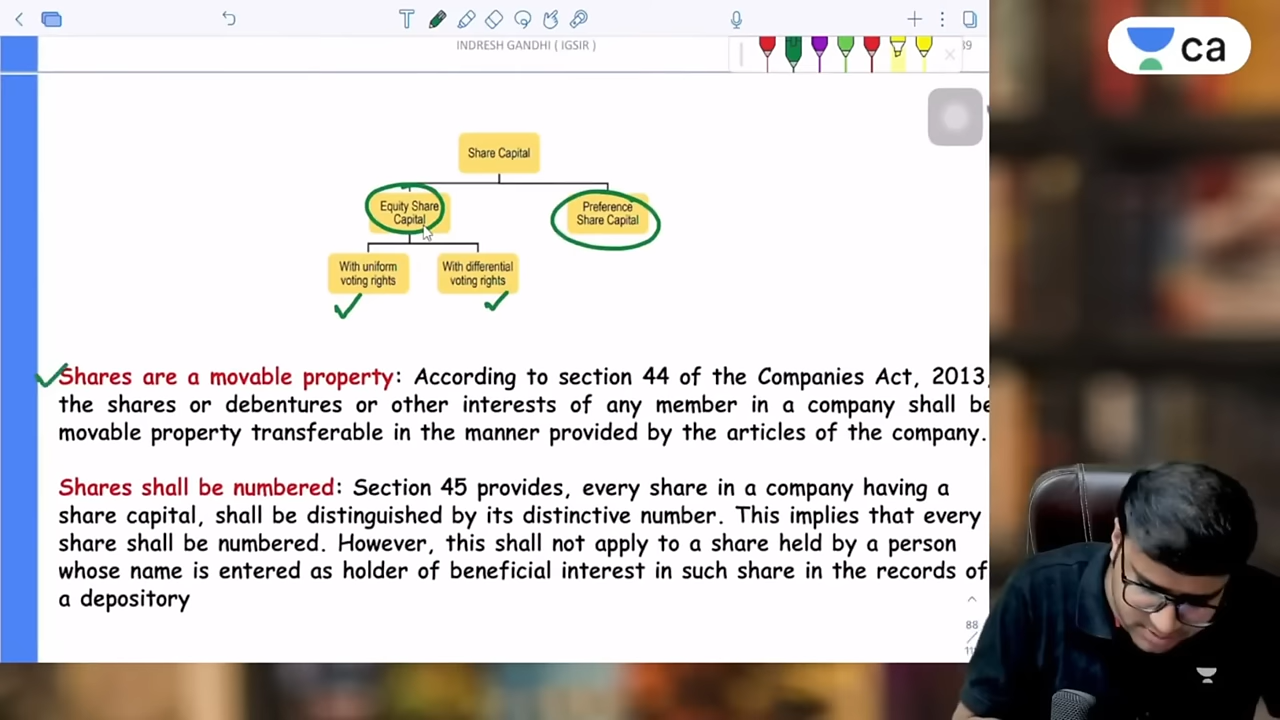 INDRESH GANDHI ( IGSIR )
39
ca
Share Capital
Equity Share
Capital
Preference
Share Capital
With uniform
voting rights
With differential
voting rights
Shares are a movable property: According to section 44 of the Companies Act, 2013,
the shares or debentures or other interests of any member in a company shall be
movable property transferable in the manner provided by the articles of the company.
Shares shall be numbered: Section 45 provides, every share in a company having a
share capital, shall be distinguished by its distinctive number. This implies that every
share shall be numbered. However, this shall not apply to a share held by a person
whose name is entered as holder of beneficial interest in such share in the records of
a depository
88